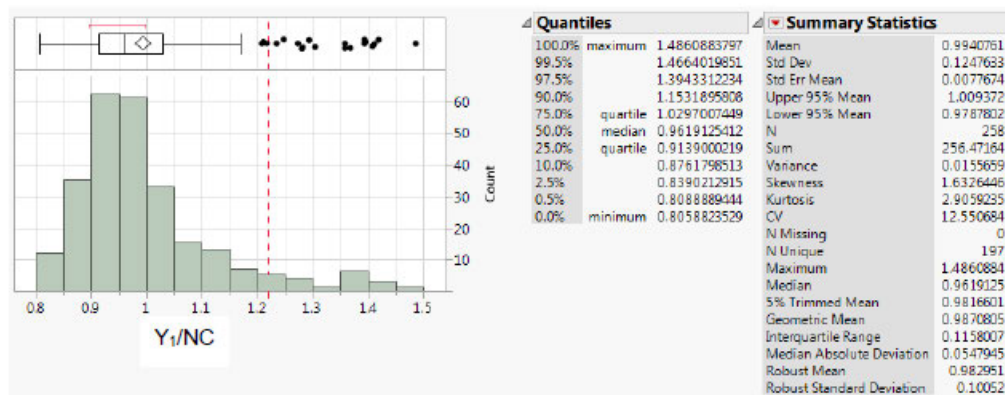 60
50
40
30
20
10
Count
0.8 0.9 1 1.1 1.2 1.3 1.4 1.5
Y₁/NC
Quantiles
100.0% maximum 1.4860883797
99.5% 1.4664019851
97.5% 1.3943312234
90.0% 1.1531895808
75.0% quartile 1.0297007449
50.0% median 0.9619125412
25.0% quartile 0.9139000219
10.0% 0.8761798513
2.5% 0.8390212915
0.5% 0.8088889444
0.0% minimum 0.8058823529
Summary Statistics
Mean 0.9940761
Std Dev 0.1247633
Std Err Mean 0.0077674
Upper 95% Mean 1.009372
Lower 95% Mean 0.9787802
N 258
Sum 256.47164
Variance 0.0155659
Skewness 1.6326446
Kurtosis 2.9059235
CV 12.550684
N Missing 0
N Unique 197
Maximum 1.4860884
Median 0.9619125
5% Trimmed Mean 0.9816601
Geometric Mean 0.9870805
Interquartile Range 0.1158007
Median Absolute Deviation 0.0547945
Robust Mean 0.982951
Robust Standard Deviation 0.10052